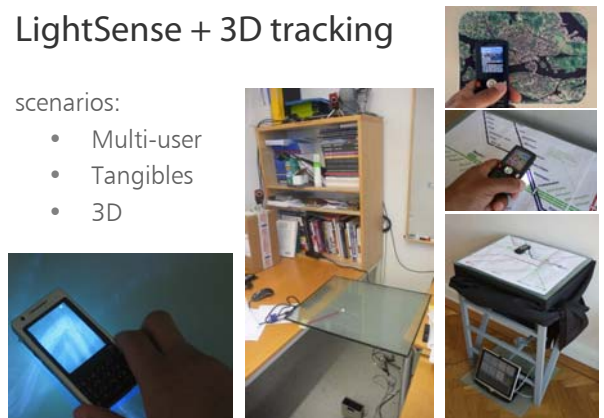 LightSense + 3D tracking
scenarios:
• Multi-user
• Tangibles
• 3D